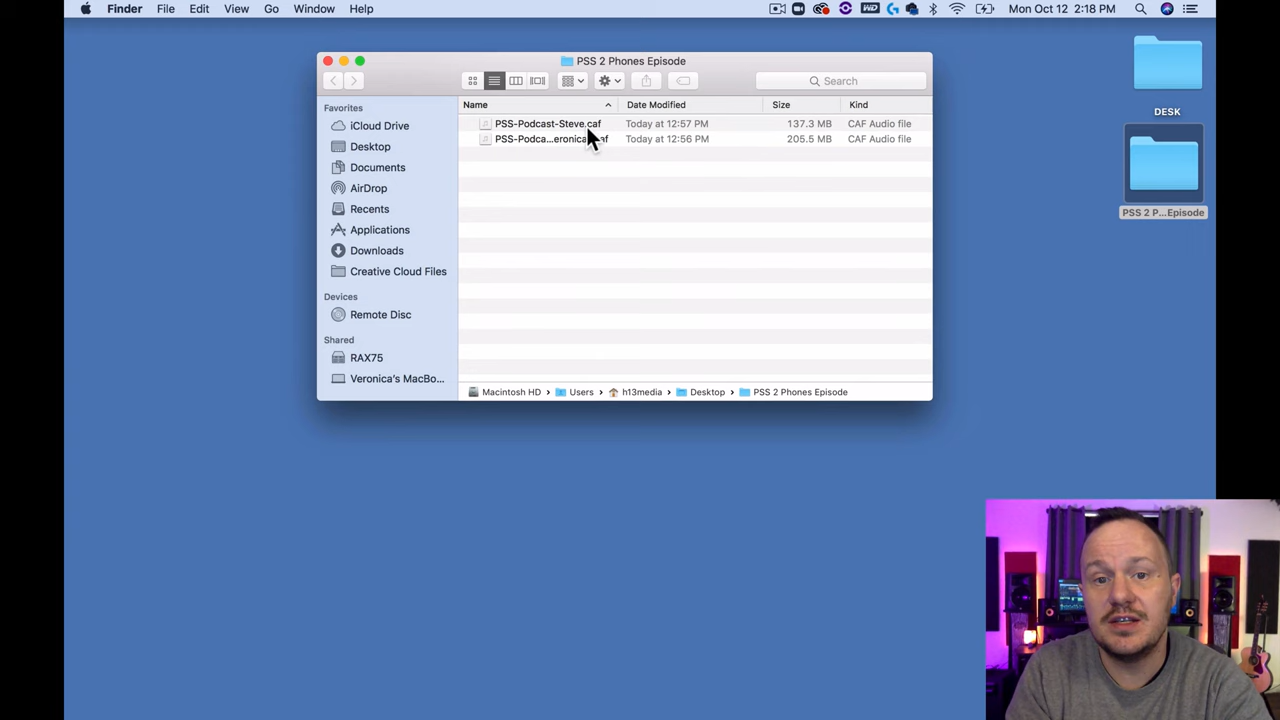 Finder File Edit View Go Window Help
WD
Mon Oct 12 2:18 PM
PSS 2 Phones Episode
Search
Favorites
iCloud Drive
Desktop
Documents
AirDrop
Recents
Applications
Downloads
Creative Cloud Files
Devices
Remote Disc
Shared
RAX75
Veronica's MacBo...
Name Date Modified Size Kind
PSS-Podcast-Steve.caf Today at 12:57 PM 137.3 MB CAF Audio file
PSS-Podca...eronica Today at 12:56 PM 205.5 MB CAF Audio file
Macintosh HD Users h13media Desktop PSS 2 Phones Episode
DESK
PSS 2 P...Episode